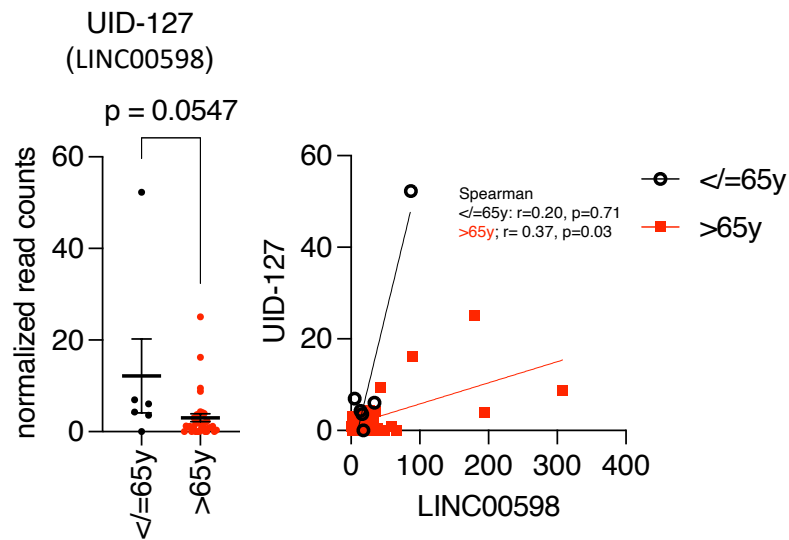 UID-127
(LINC00598)
p = 0.0547
normalized read counts
60
40
20
0
</=65y
>65y
UID-127
60
40
20
0
0 100 200 300 400
LINC00598
Spearman
</=65y: r=0.20, p=0.71
>65y; r= 0.37, p=0.03
</=65y
>65y